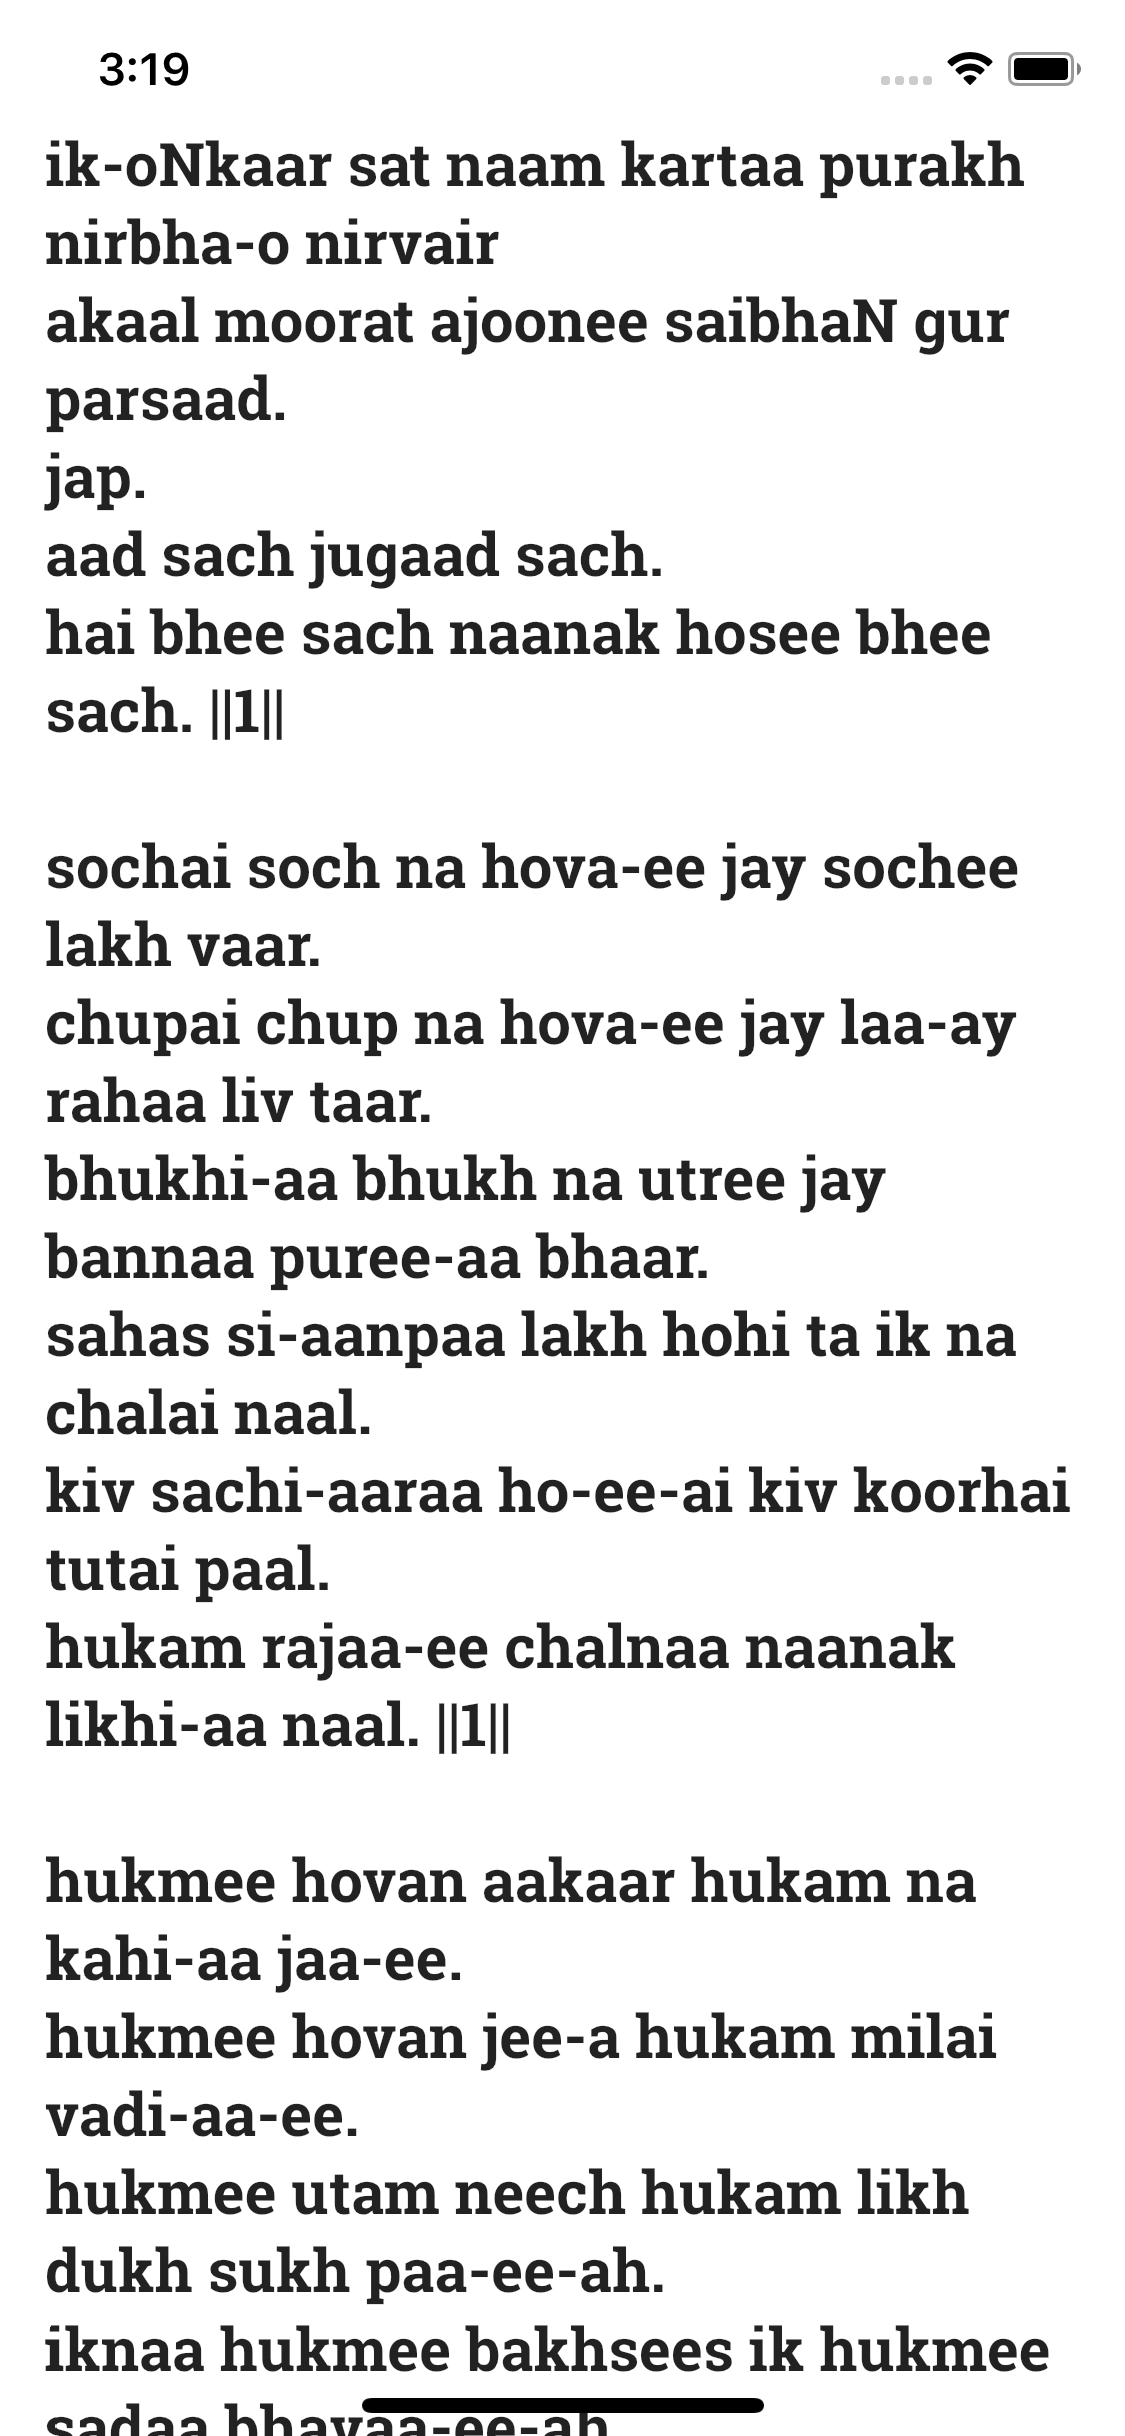 3:19
ik-oNkaar sat naam kartaa purakh
nirbha-o nirvair
akaal moorat ajoonee saibhaN gur
parsaad.
jap.
aad sach jugaad sach.
hai bhee sach naanak hosee bhee
sach. ||1||
sochai soch na hova-ee jay sochee
lakh vaar.
chupai chup na hova-ee jay laa-ay
rahaa liv taar.
bhukhi-aa bhukh na utree jay
bannaa puree-aa bhaar.
sahas si-aanpaa lakh hohi ta ik na
chalai naal.
kiv sachi-aaraa ho-ee-ai kiv koorhai
tutai paal.
hukam rajaa-ee chalnaa naanak
likhi-aa naal. ||1||
hukmee hovan aakaar hukam na
kahi-aa jaa-ee.
hukmee hovan jee-a hukam milai
vadi-aa-ee.
hukmee utam neech hukam likh
dukh sukh paa-ee-ah.
iknaa hukmee bakhsees ik hukmee
sadaa bhavaa-ee-ah